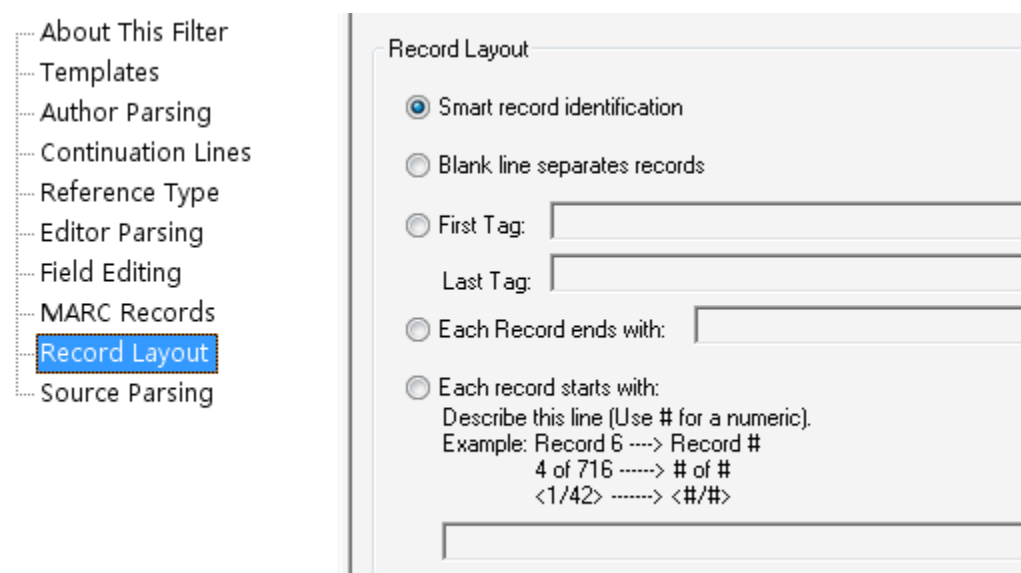 About This Filter
Templates
Author Parsing
Continuation Lines
Reference Type
Editor Parsing
Field Editing
MARC Records
Record Layout
Source Parsing
Record Layout
Smart record identification
Blank line separates records
First Tag:
Last Tag:
Each Record ends with:
Each record starts with:
Describe this line (Use # for a numeric).
Example: Record 6 ----> Record #
4 of 716 ------> # of #
<1/42> -------> <#/#>